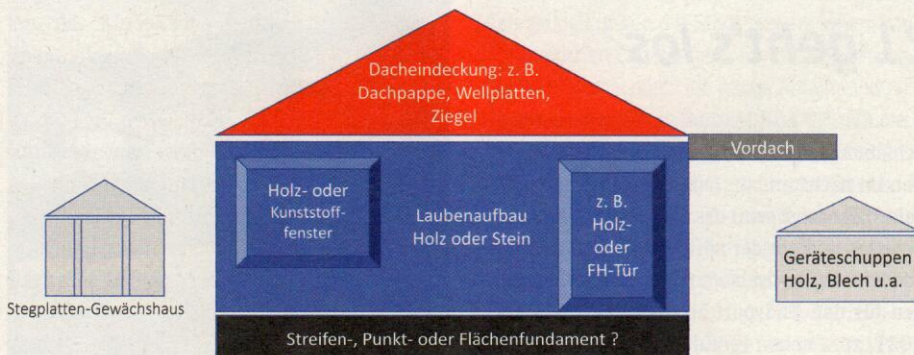 Dacheindeckung: z. B.
Dachpappe, Wellplatten,
Ziegel
Vordach
Holz- oder
Kunststoff-
fenster
Laubenaufbau
Holz oder Stein
z. B.
Holz-
oder
FH-Tür
Stegplatten-Gewächshaus
Geräteschuppen
Holz, Blech u.a.
Streifen-, Punkt- oder Flächenfundament ?